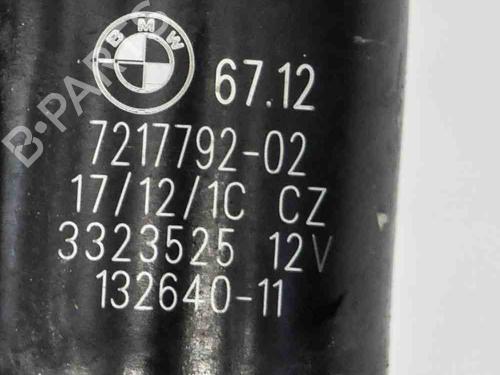 BMW 67.12
7217792-02
17/12/1C CZ
3323525 12V
132640-11
B-PARTS